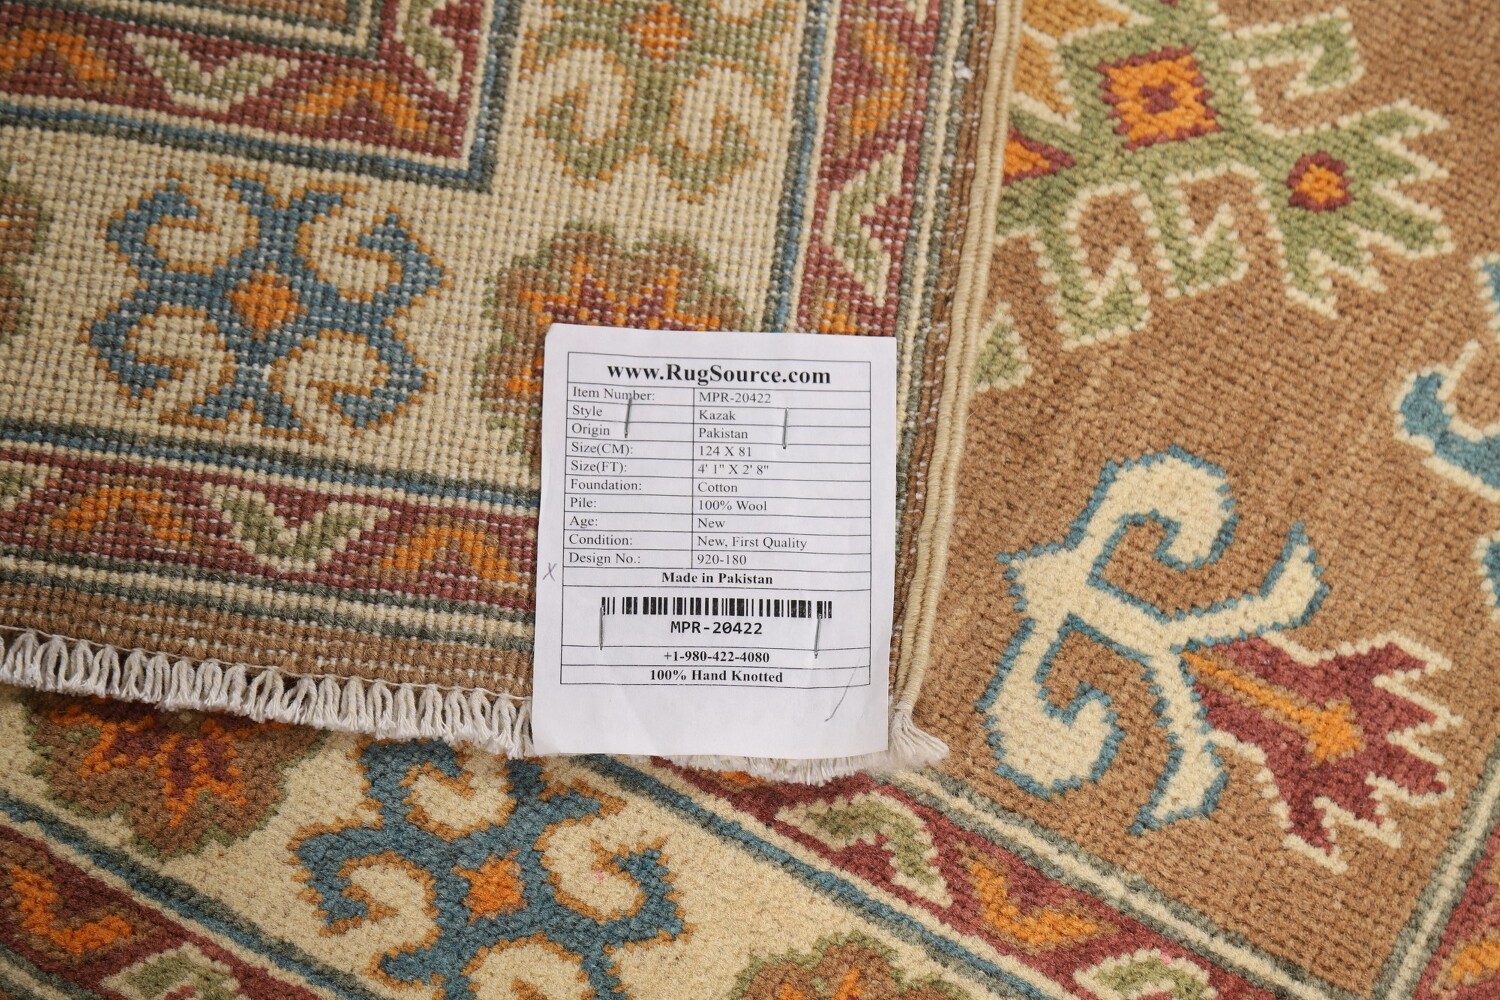 www.RugSource.com
Item Number: MPR-20422
Style Kazak
Origin Pakistan
Size(CM): 124 X 81
Size(FT): 4' 1" X 2' 8"
Foundation: Cotton
Pile: 100% Wool
Age: New
Condition: New, First Quality
Design No.: 920-180
Made in Pakistan
MPR-20422
+1-980-422-4080
100% Hand Knotted